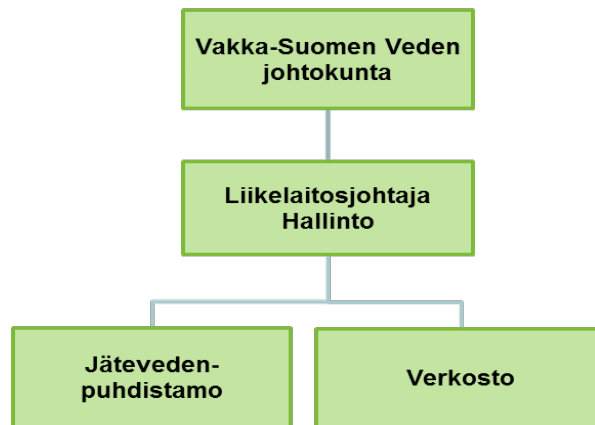 Vakka-Suomen Veden
johtokunta
Liikelaitosjohtaja
Hallinto
Jäteveden-
puhdistamo
Verkosto